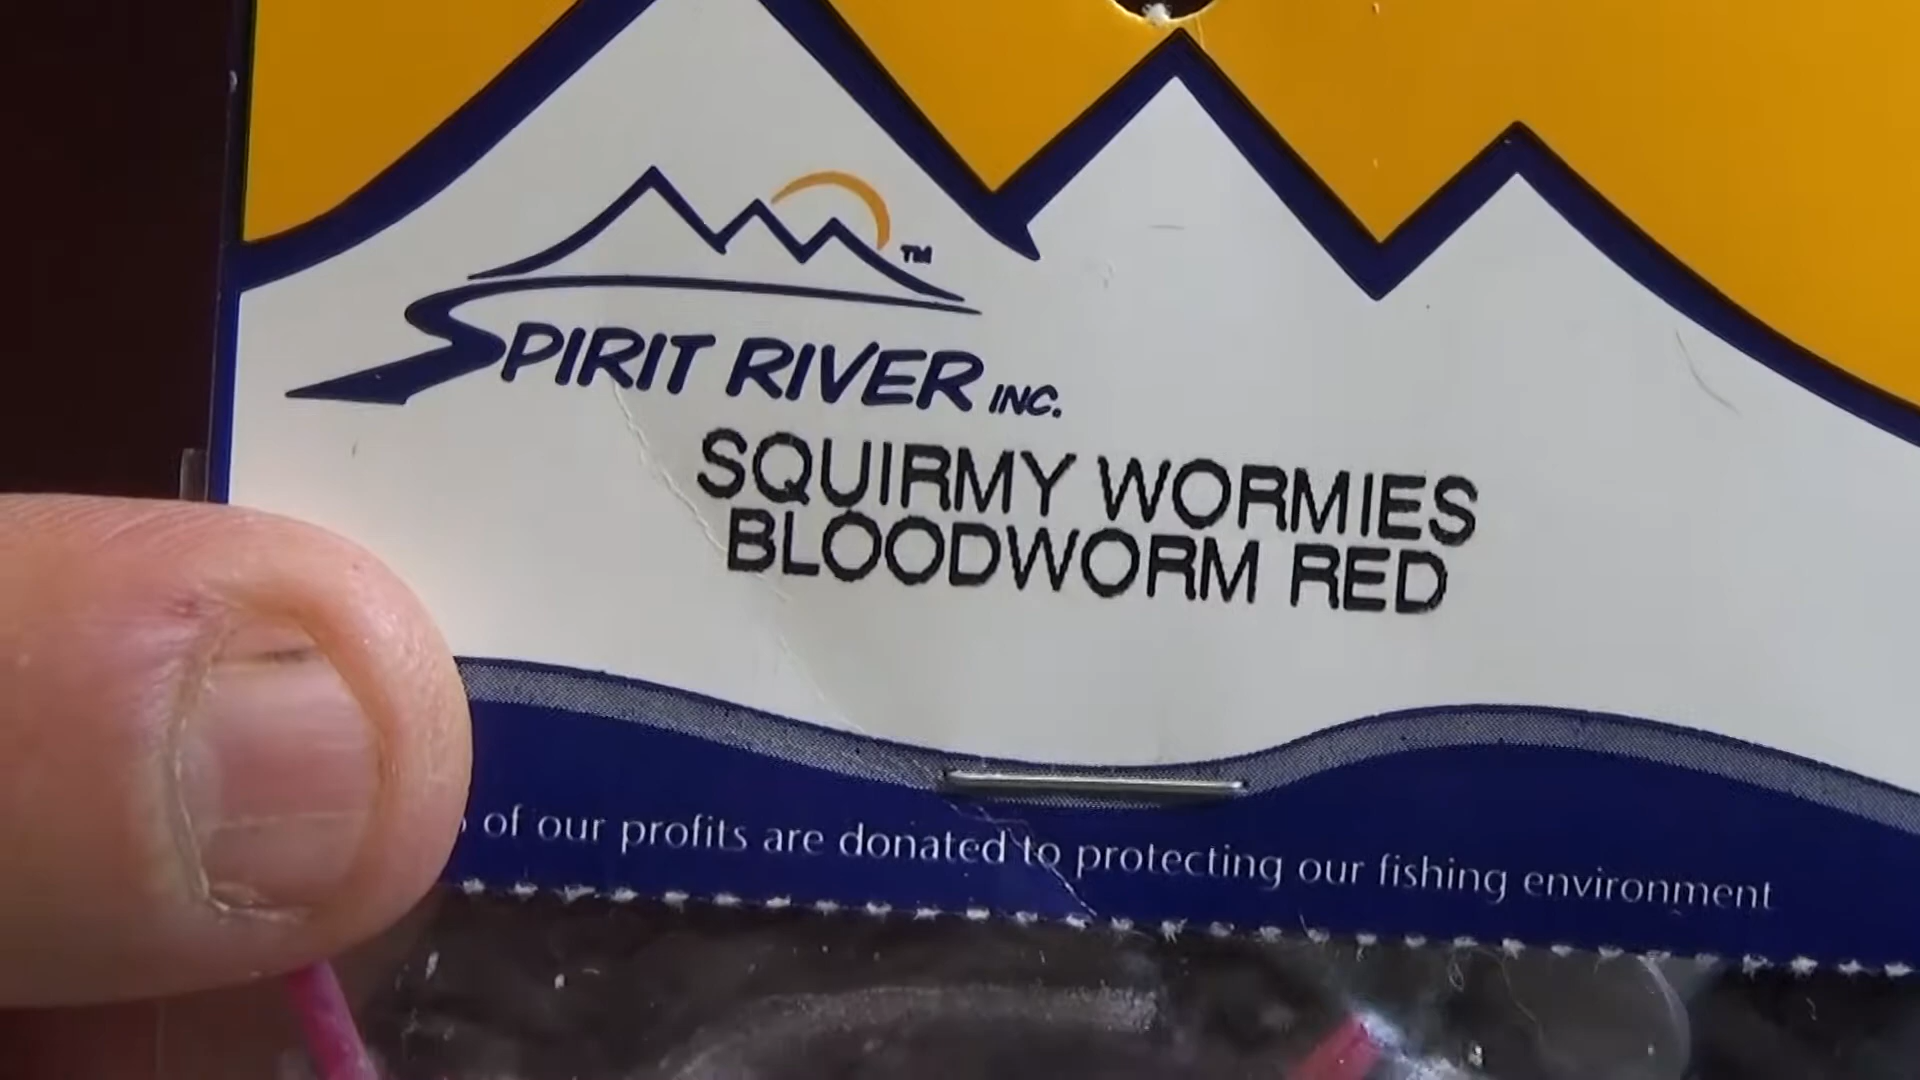 SPIRIT RIVER INC.
TM
SQUIRMY WORMIES
BLOODWORM RED
of our profits are donated to protecting our fishing environment